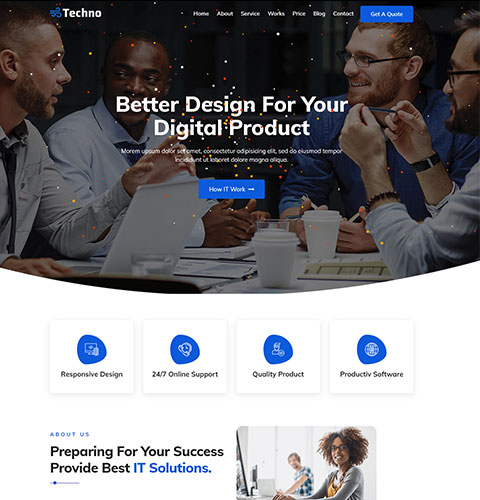 Techno
Home About Service Works Price Blog Contact Get A Quote
Better Design For Your
Digital Product
Morem upsum dolor set amet, consectetur adipisicing elit, sed do eiusmod tempor
incididunt ut laboret dolore magna aliqua.
How IT Work
Responsive Design
24/7 Online Support
Quality Product
Productiv Software
ABOUT US
Preparing For Your Success
Provide Best IT Solutions.